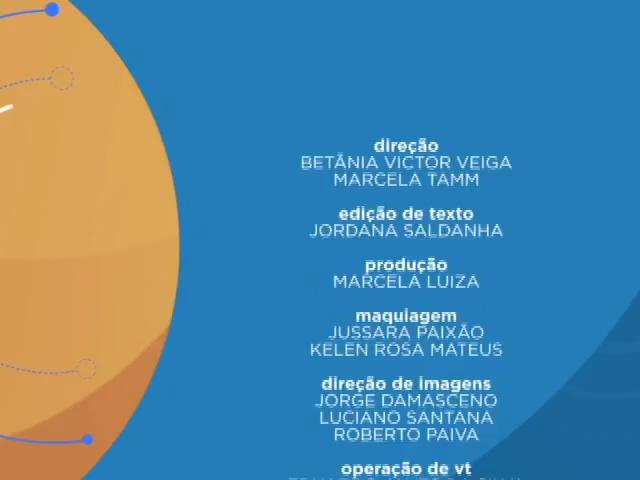 direção
BETÂNIA VICTOR VEIGA
MARCELA TAMM
edição de texto
JORDANA SALDANHA
produção
MARCELA LUIZA
maquiagem
JUSSARA PAIXÃO
KELEN ROSA MATEUS
direção de imagens
JORGE DAMASCENO
LUCIANO SANTANA
ROBERTO PAIVA
operação de vt